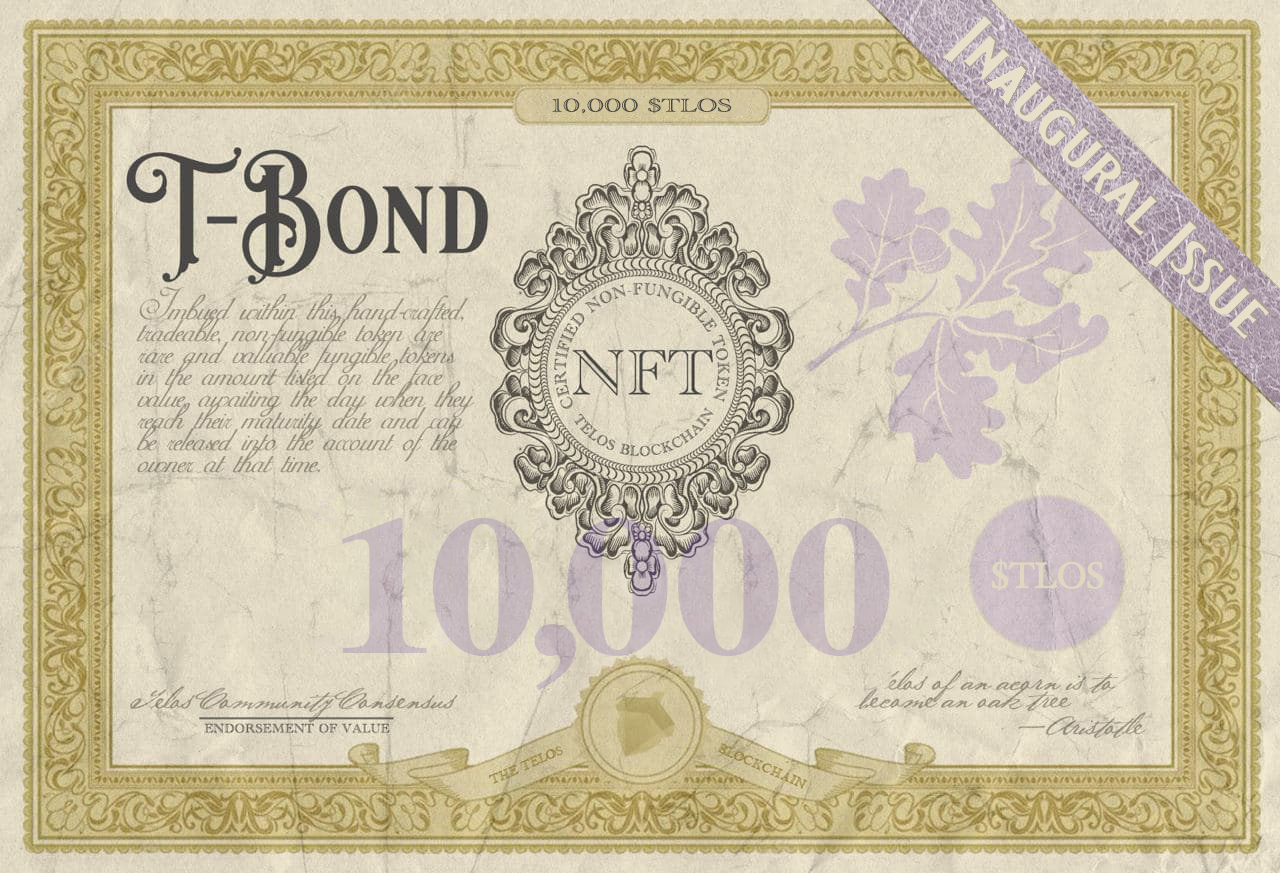 INAUGURAL ISSUE
10,000 $TLOS
T-BOND
Imbued within this, hand-crafted,
tradeable, non-fungible token are
rare and valuable fungible tokens
in the amount listed on the face
value, awaiting the day when they
reach their maturity date and can
be released into the account of the
owner at that time.
CERTIFIED NON-FUNGIBLE TOKEN
NFT
TELOS BLOCKCHAIN
10,000
$TLOS
Telos Community Consensus
ENDORSEMENT OF VALUE
élos of an acorn is to
become an oak tree
—Aristotle
THE TELOS
BLOCKCHAIN